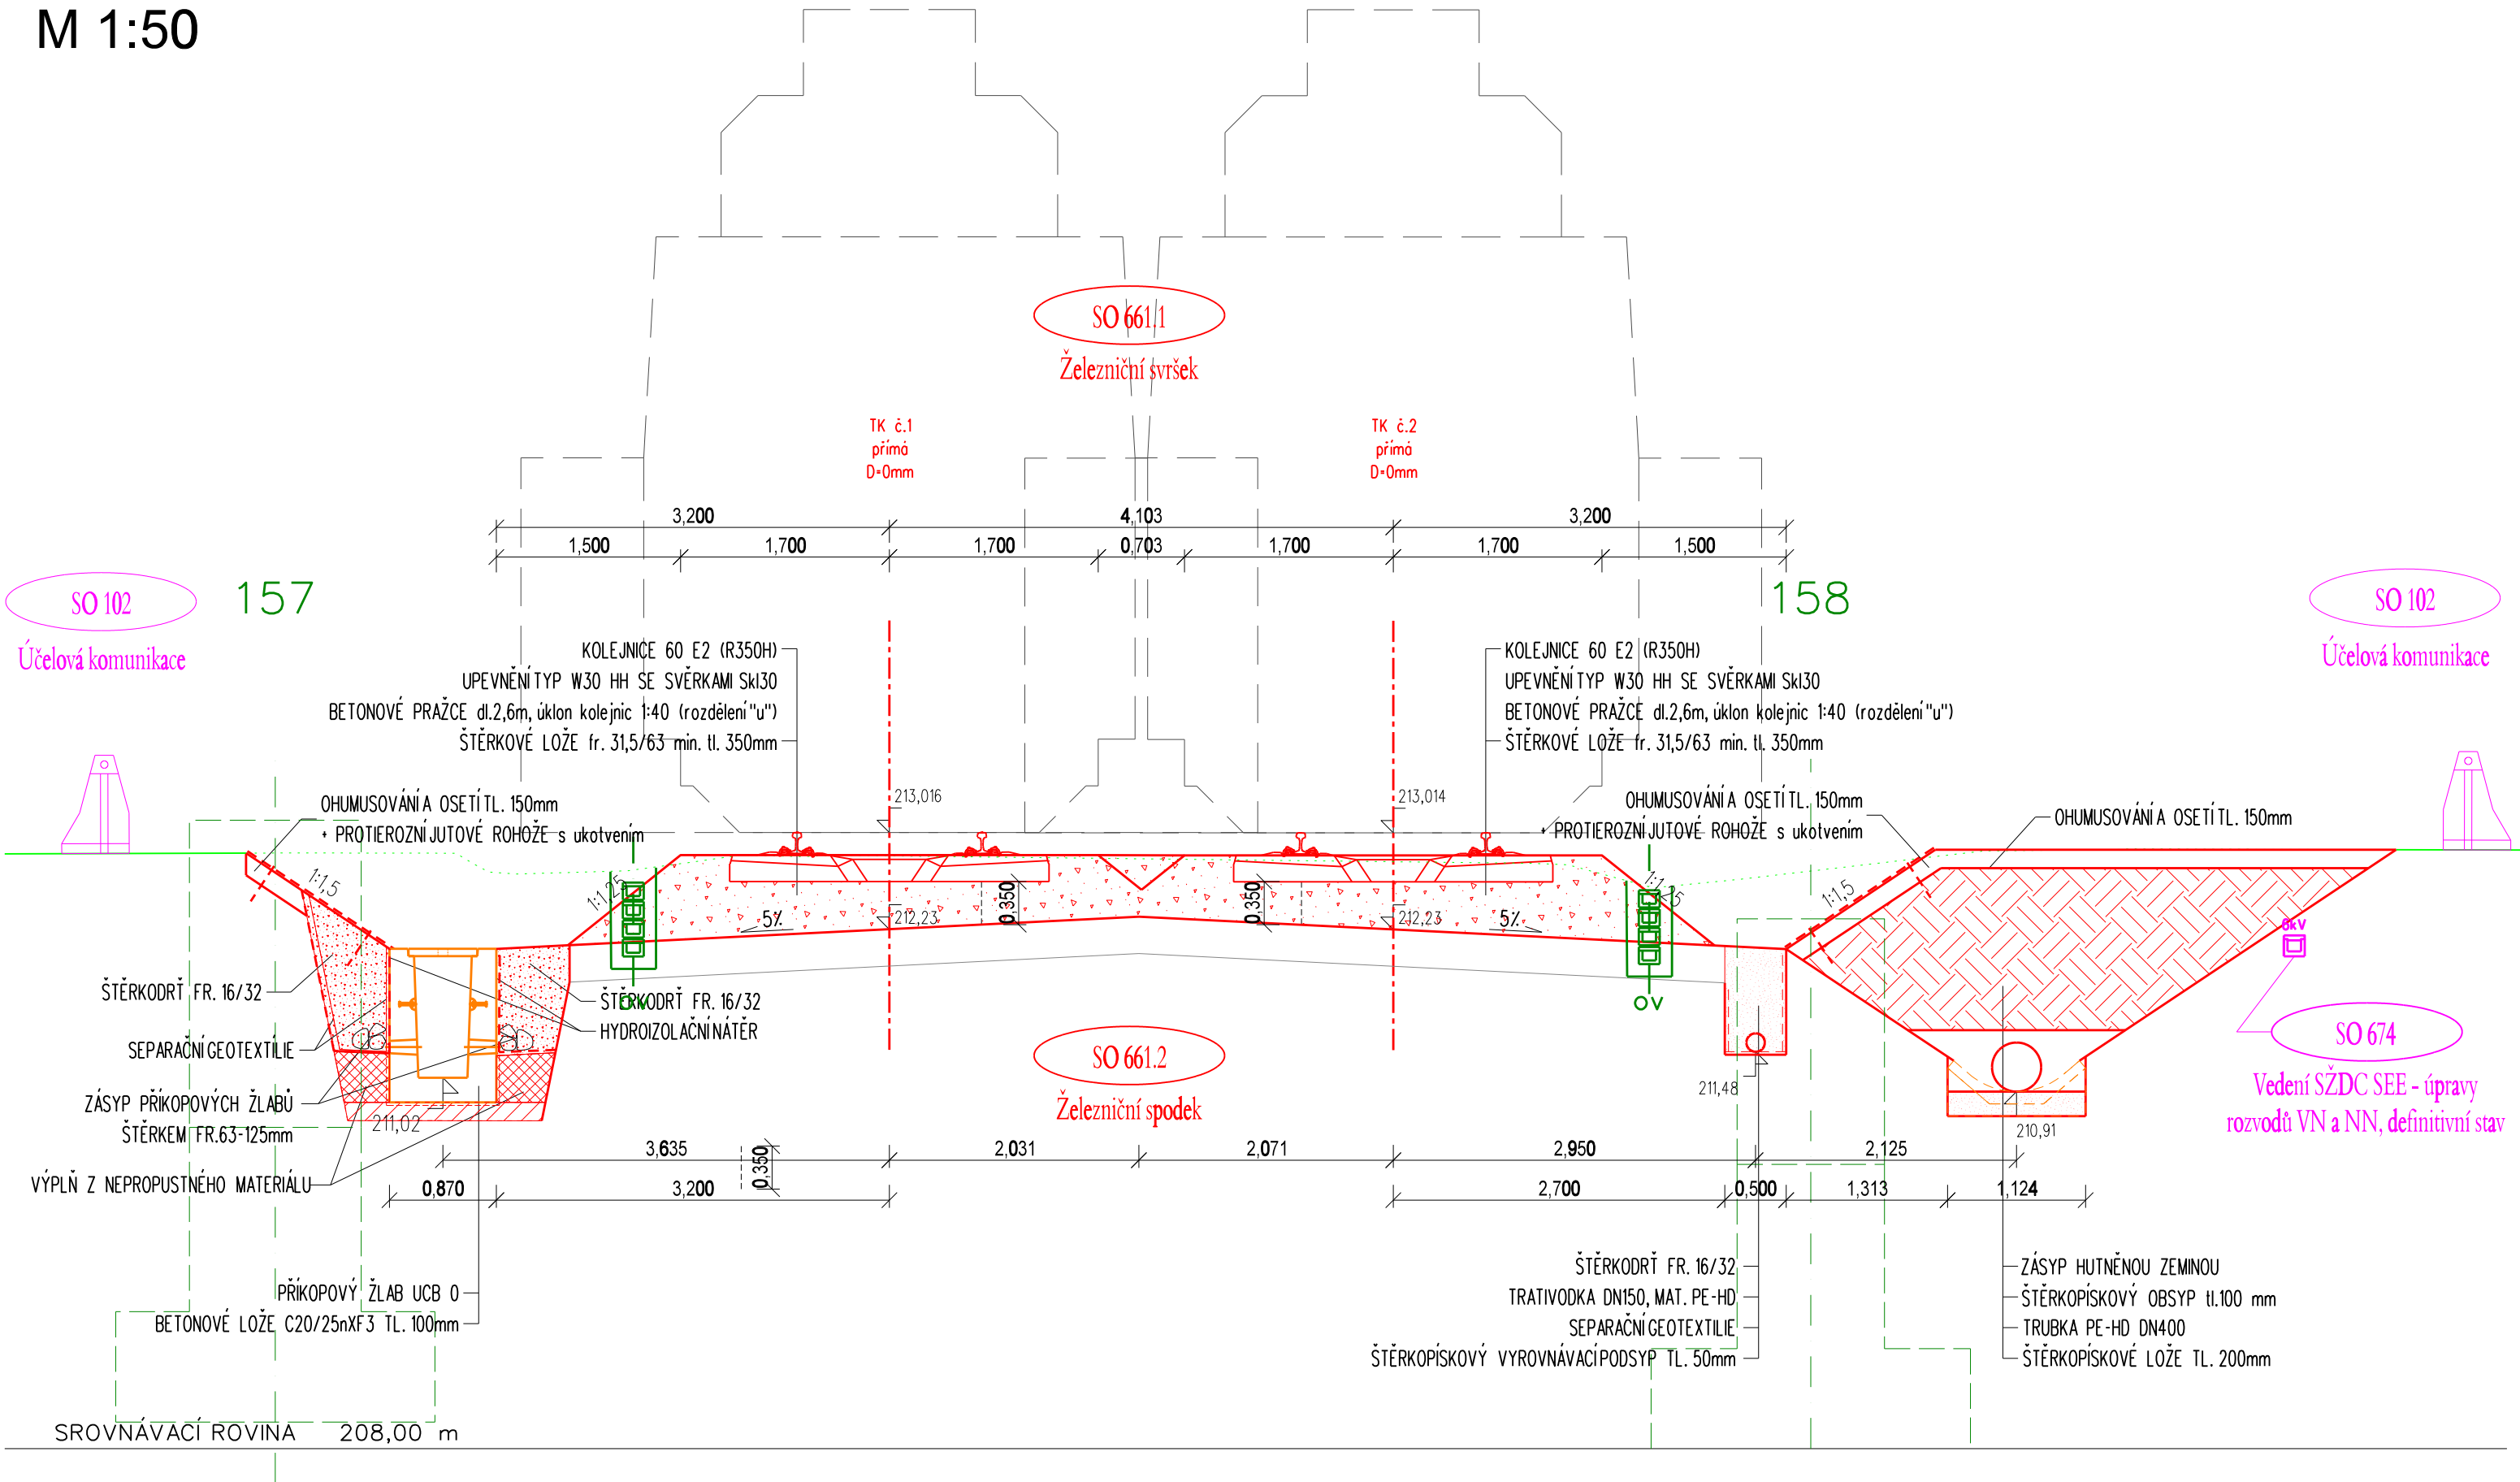 M 1:50
SO 661.1
Železniční svršek
TK č.1
přímá
D=0mm
TK č.2
přímá
D=0mm
3,200
4,103
3,200
1,500
1,700
1,700
0,703
1,700
1,700
1,500
SO 102
Účelová komunikace
157
158
SO 102
Účelová komunikace
KOLEJNICE 60 E2 (R350H)
UPEVNĚNÍ TYP W30 HH SE SVĚRKAMI Skl30
BETONOVÉ PRAŽCE dl.2,6m, úklon kolejnic 1:40 (rozdělení "u")
ŠTĚRKOVÉ LOŽE fr. 31,5/63 min. tl. 350mm
KOLEJNICE 60 E2 (R350H)
UPEVNĚNÍ TYP W30 HH SE SVĚRKAMI Skl30
BETONOVÉ PRAŽCE dl.2,6m, úklon kolejnic 1:40 (rozdělení "u")
ŠTĚRKOVÉ LOŽE fr. 31,5/63 min. tl. 350mm
OHUMUSOVÁNÍ A OSETÍ TL. 150mm
+ PROTIEROZNÍ JUTOVÉ ROHOŽE s ukotvením
213,016
213,014
OHUMUSOVÁNÍ A OSETÍ TL. 150mm
+ PROTIEROZNÍ JUTOVÉ ROHOŽE s ukotvením
OHUMUSOVÁNÍ A OSETÍ TL. 150mm
1:1,5
1:1,25
5%
212,23
0,350
0,350
212,23
5%
1:1,25
1:1,5
6kV
ŠTĚRKODRŤ FR. 16/32
SEPARAČNÍ GEOTEXTILIE
ZÁSYP PŘÍKOPOVÝCH ŽLABŮ
ŠTĚRKEM FR.63-125mm
VÝPLŇ Z NEPROPUSTNÉHO MATERIÁLU
OV
ŠTĚRKODRŤ FR. 16/32
HYDROIZOLAČNÍ NÁTĚR
OV
SO 661.2
Železniční spodek
SO 674
Vedení SŽDC SEE - úpravy
rozvodů VN a NN, definitivní stav
211,02
211,48
210,91
3,635
0,350
2,031
2,071
2,950
2,125
0,870
3,200
2,700
0,500
1,313
1,124
PŘÍKOPOVÝ ŽLAB UCB 0
BETONOVÉ LOŽE C20/25nXF3 TL. 100mm
ŠTĚRKODRŤ FR. 16/32
TRATIVODKA DN150, MAT. PE-HD
SEPARAČNÍ GEOTEXTILIE
ŠTĚRKOPÍSKOVÝ VYROVNÁVACÍ PODSYP TL. 50mm
ZÁSYP HUTNĚNOU ZEMINOU
ŠTĚRKOPÍSKOVÝ OBSYP tl.100 mm
TRUBKA PE-HD DN400
ŠTĚRKOPÍSKOVÉ LOŽE TL. 200mm
SROVNÁVACÍ ROVINA 208,00 m